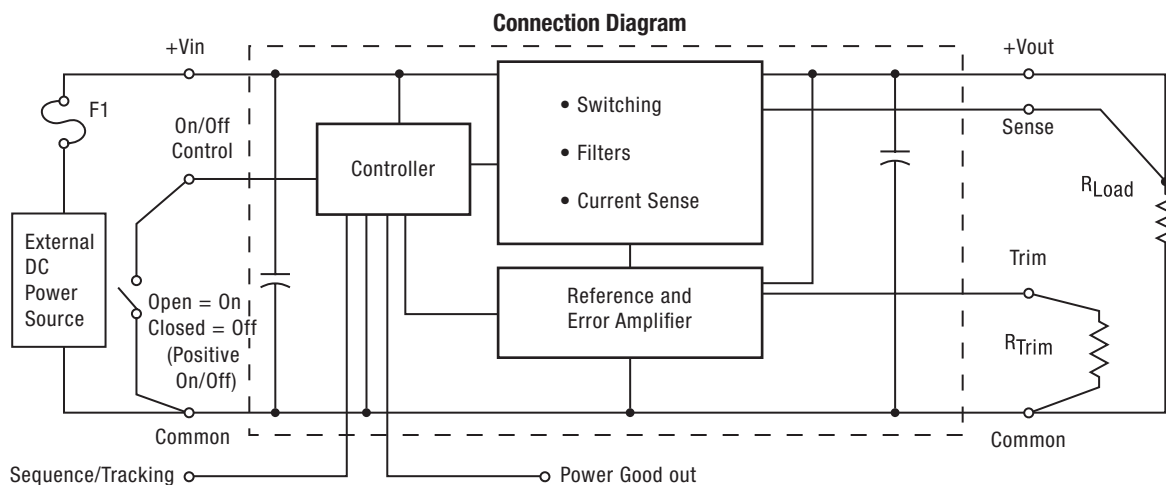 Connection Diagram
+Vin
+Vout
F1
On/Off
Control
Controller
• Switching
• Filters
• Current Sense
Sense
RLoad
External
DC
Power
Source
Open = On
Closed = Off
(Positive
On/Off)
Reference and
Error Amplifier
Trim
RTrim
Common
Common
Sequence/Tracking
Power Good out